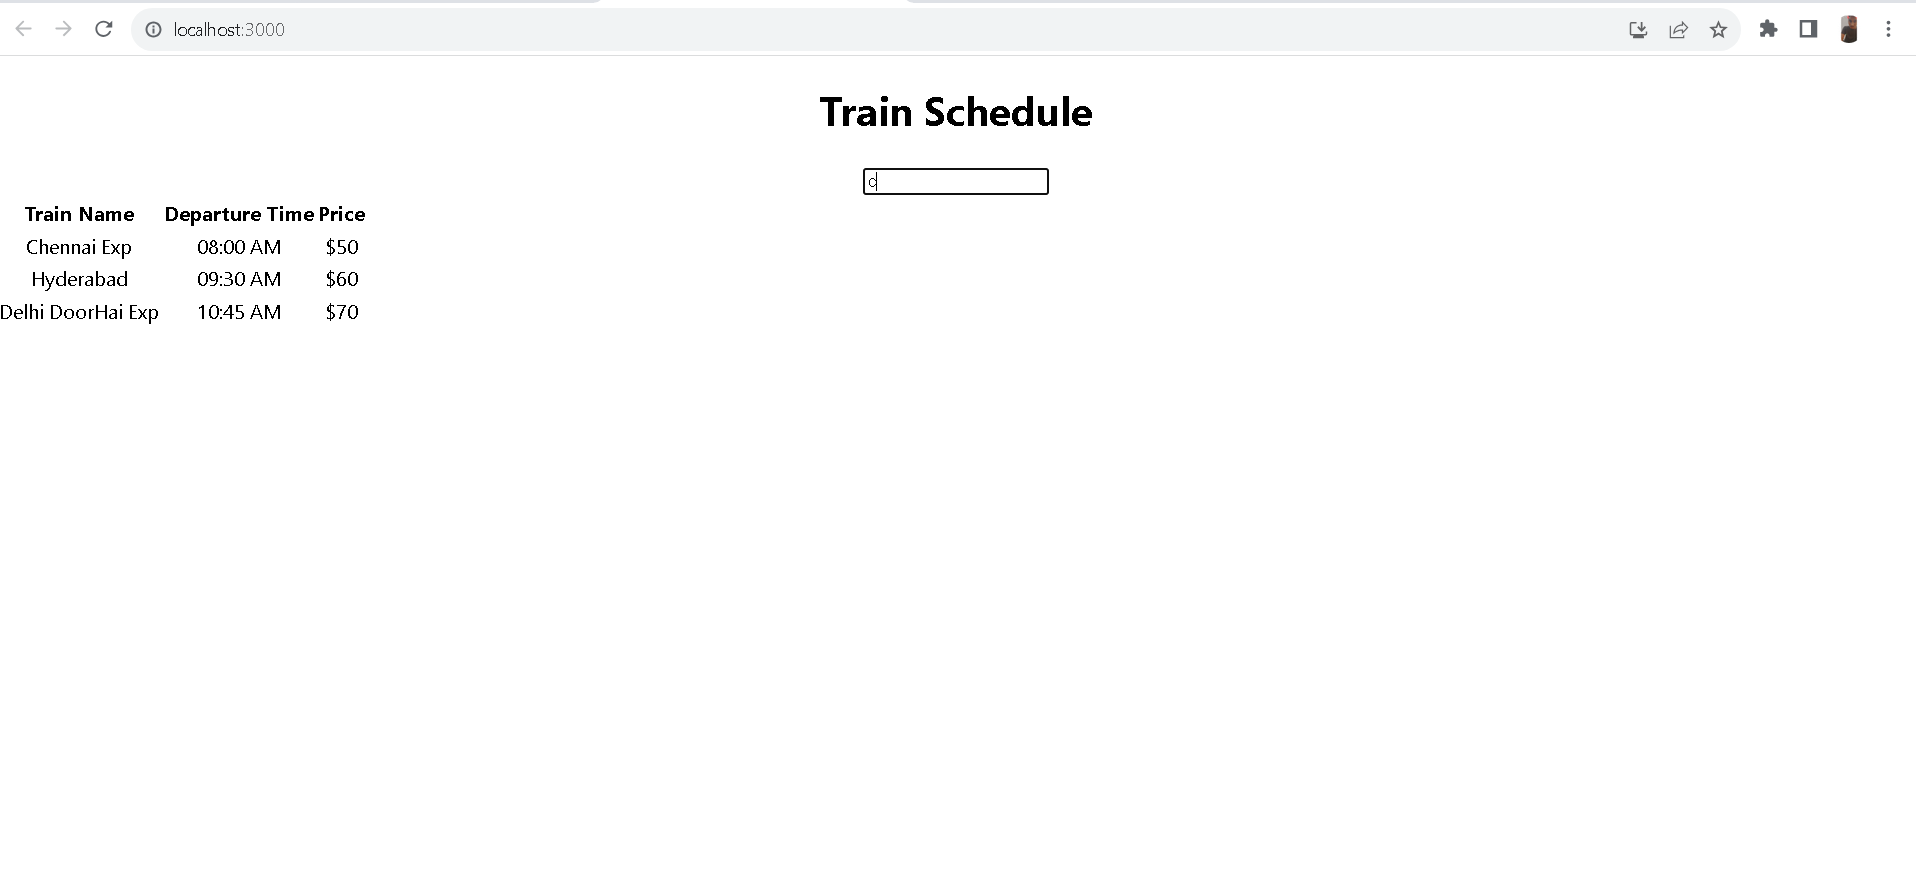 localhost:3000
Train Schedule
c
Train Name Departure Time Price
Chennai Exp 08:00 AM $50
Hyderabad 09:30 AM $60
Delhi DoorHai Exp 10:45 AM $70